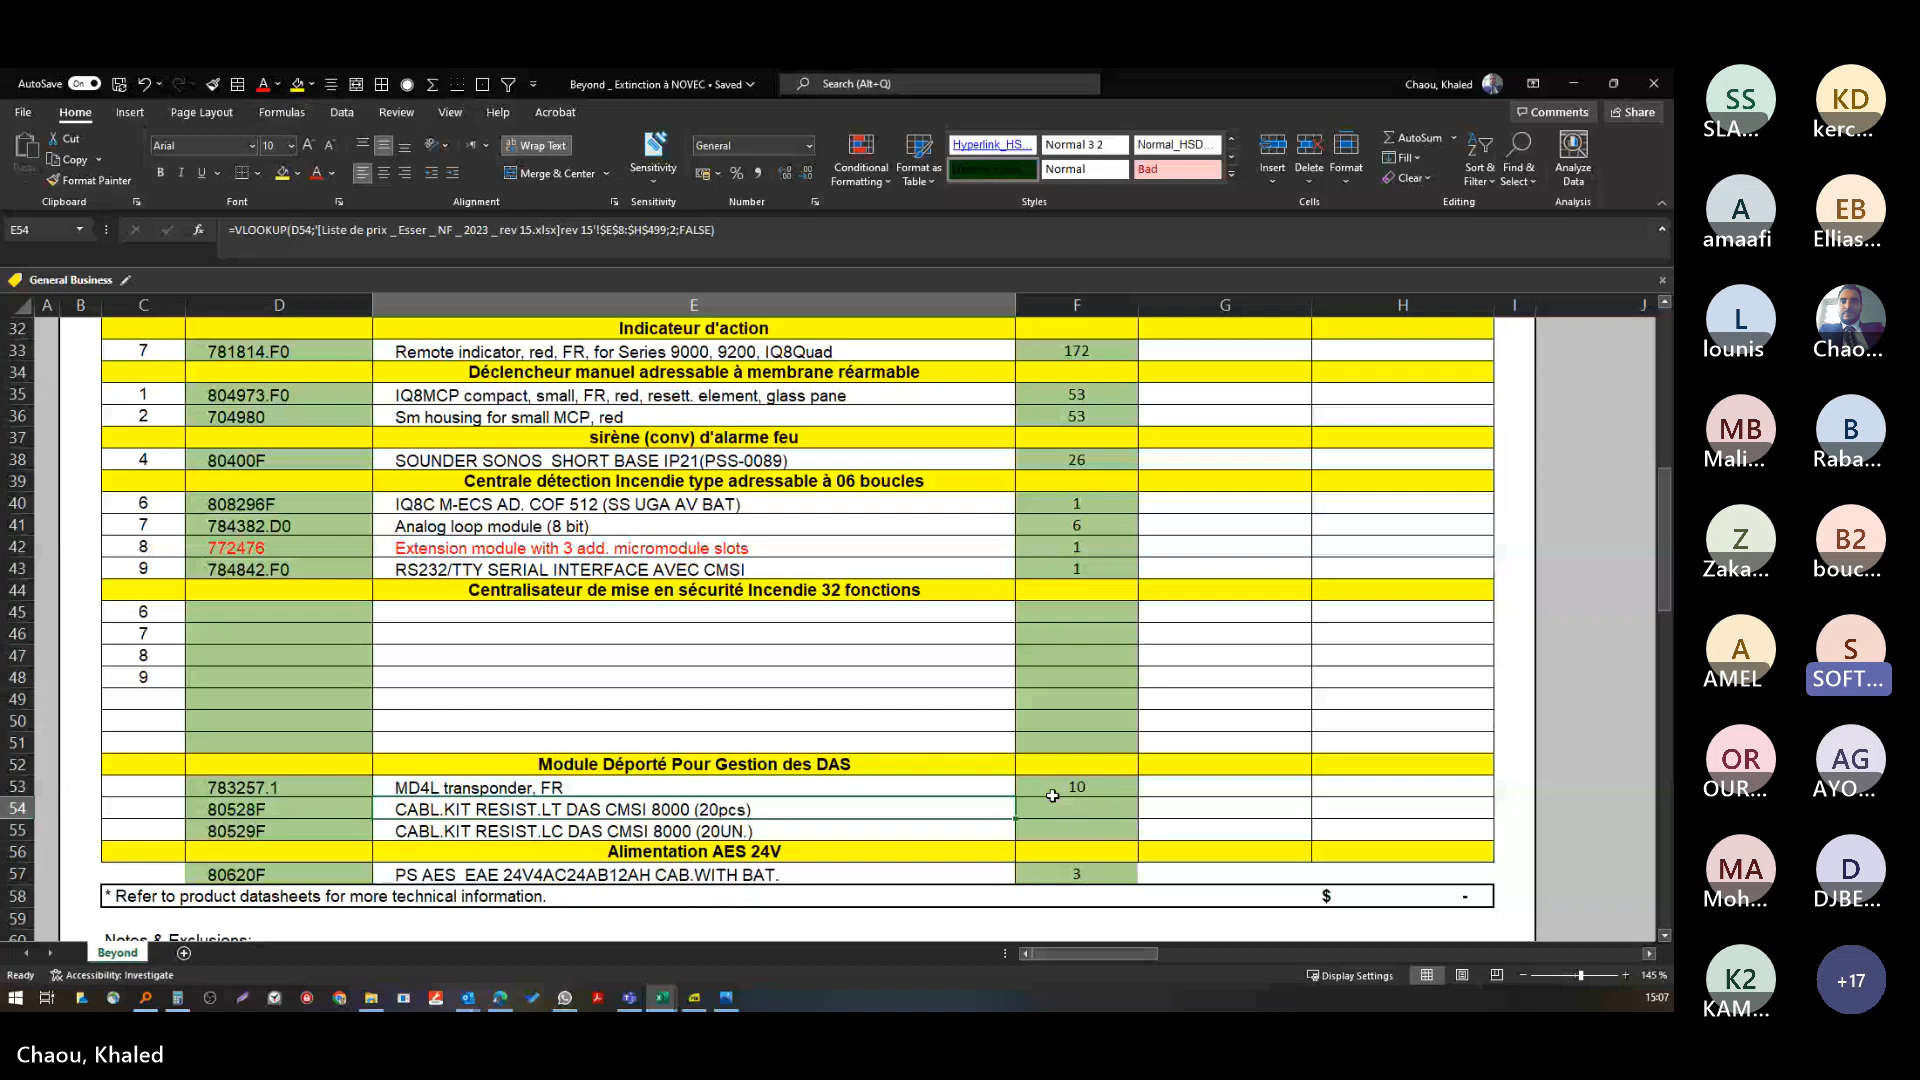 AutoSave On
Beyond _ Extinction à NOVEC • Saved
Search (Alt+Q)
Chaou, Khaled
File Home Insert Page Layout Formulas Data Review View Help Acrobat
Comments Share
Cut
Copy
Format Painter
Clipboard
Arial 10
B I U
Font
Wrap Text
Merge & Center
Alignment
Sensitivity
Sensitivity
General
Number
Conditional Formatting
Format as Table
Hyperlink_HS... Normal 3 2 Normal_HSD...
Normal Bad
Styles
Insert Delete Format
Cells
AutoSum
Fill
Clear
Sort & Filter
Find & Select
Editing
Analyze Data
Analysis
E54
=VLOOKUP(D54;'[Liste de prix _ Esser _ NF _ 2023 _ rev 15.xlsx]rev 15'!$E$8:$H$499;2;FALSE)
General Business
A B C D E F G H I J
32 Indicateur d'action
33 7 781814.F0 Remote indicator, red, FR, for Series 9000, 9200, IQ8Quad 172
34 Déclencheur manuel adressable à membrane réarmable
35 1 804973.F0 IQ8MCP compact, small, FR, red, resett. element, glass pane 53
36 2 704980 Sm housing for small MCP, red 53
37 sirène (conv) d'alarme feu
38 4 80400F SOUNDER SONOS SHORT BASE IP21(PSS-0089) 26
39 Centrale détection Incendie type adressable à 06 boucles
40 6 808296F IQ8C M-ECS AD. COF 512 (SS UGA AV BAT) 1
41 7 784382.D0 Analog loop module (8 bit) 6
42 8 772476 Extension module with 3 add. micromodule slots 1
43 9 784842.F0 RS232/TTY SERIAL INTERFACE AVEC CMSI 1
44 Centralisateur de mise en sécurité Incendie 32 fonctions
45 6
46 7
47 8
48 9
49
50
51
52 Module Déporté Pour Gestion des DAS
53 783257.1 MD4L transponder, FR 10
54 80528F CABL.KIT RESIST.LT DAS CMSI 8000 (20pcs)
55 80529F CABL.KIT RESIST.LC DAS CMSI 8000 (20UN.)
56 Alimentation AES 24V
57 80620F PS AES EAE 24V4AC24AB12AH CAB.WITH BAT. 3
58 * Refer to product datasheets for more technical information. $ -
59
60 Notes & Exclusions:
Beyond
Ready Accessibility: Investigate Display Settings 145 %
15:07
Chaou, Khaled
SS KD
SLA... kerc...
A EB
amaafi Ellias...
L
lounis Chao...
MB B
Mali... Raba...
Z B2
Zaka... bouc...
A S
AMEL SOFT...
OR AG
OUR... AYO...
MA D
Moh... DJBE...
K2 +17
KAM...